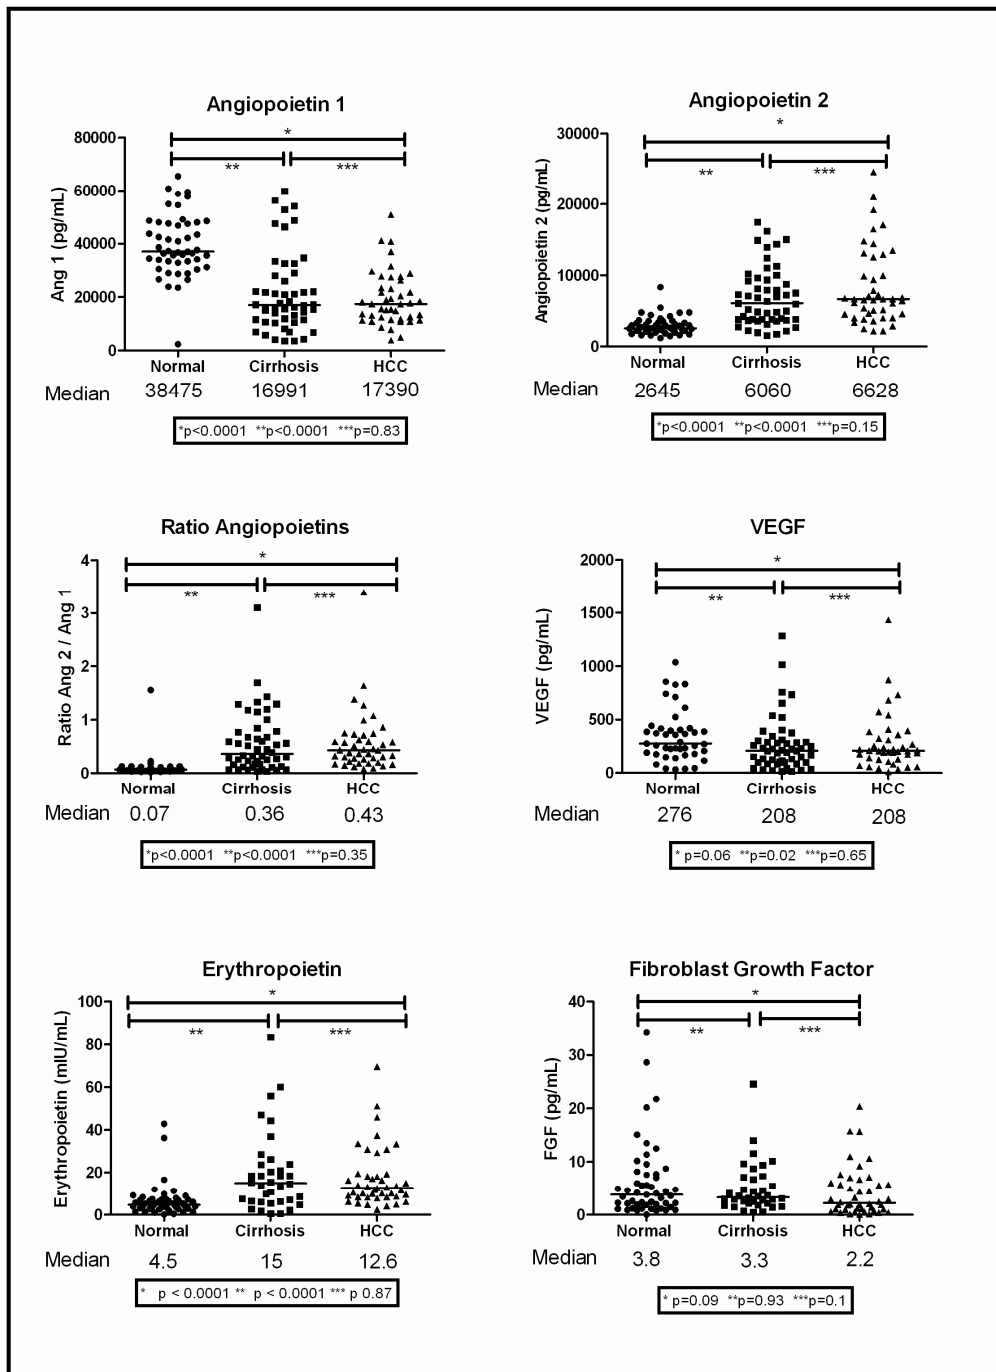 Angiopoietin 1
80000
60000
40000
20000
0
Ang 1 (pg/mL)
*
** ***
Normal Cirrhosis HCC
Median 38475 16991 17390
*p<0.0001 **p<0.0001 ***p=0.83
Angiopoietin 2
30000
20000
10000
0
Angiopoietin 2 (pg/mL)
*
** ***
Normal Cirrhosis HCC
Median 2645 6060 6628
*p<0.0001 **p<0.0001 ***p=0.15
Ratio Angiopoietins
4
3
2
1
0
Ratio Ang 2 / Ang 1
*
** ***
Normal Cirrhosis HCC
Median 0.07 0.36 0.43
*p<0.0001 **p<0.0001 ***p=0.35
VEGF
2000
1500
1000
500
0
VEGF (pg/mL)
*
** ***
Normal Cirrhosis HCC
Median 276 208 208
* p=0.06 **p=0.02 ***p=0.65
Erythropoietin
100
80
60
40
20
0
Erythropoietin (mIU/mL)
*
** ***
Normal Cirrhosis HCC
Median 4.5 15 12.6
* p < 0.0001 ** p < 0.0001 *** p 0.87
Fibroblast Growth Factor
40
30
20
10
0
FGF (pg/mL)
*
** ***
Normal Cirrhosis HCC
Median 3.8 3.3 2.2
* p=0.09 **p=0.93 ***p=0.1